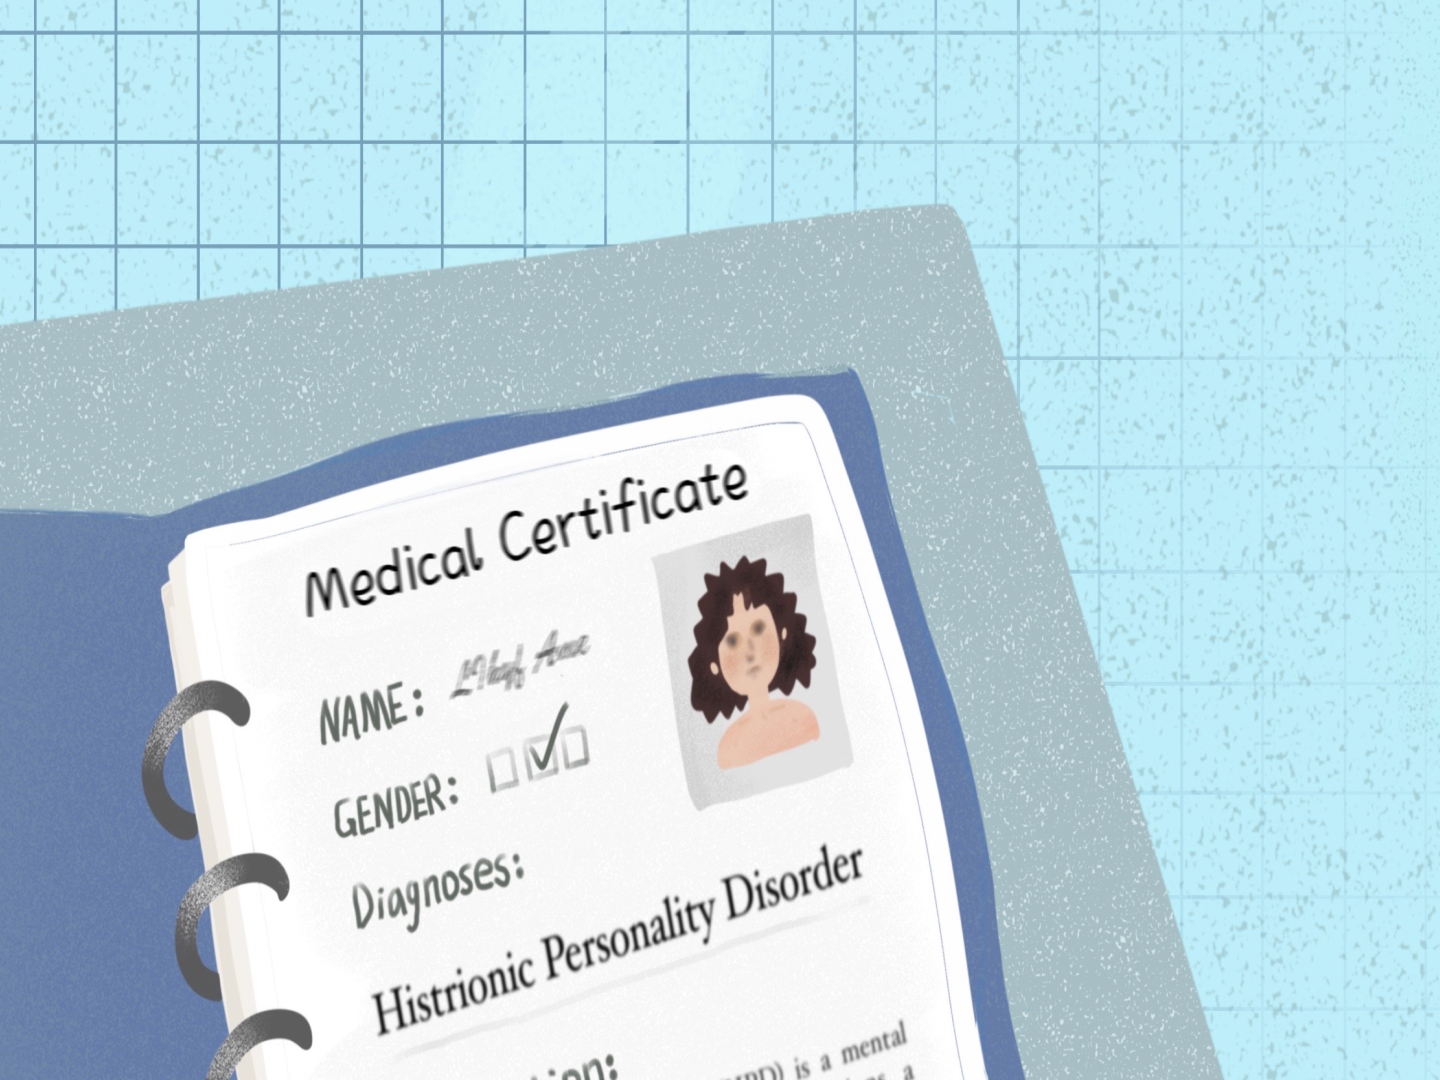 Medical Certificate
NAME:
GENDER:
Diagnoses:
Histrionic Personality Disorder
is a mental
a